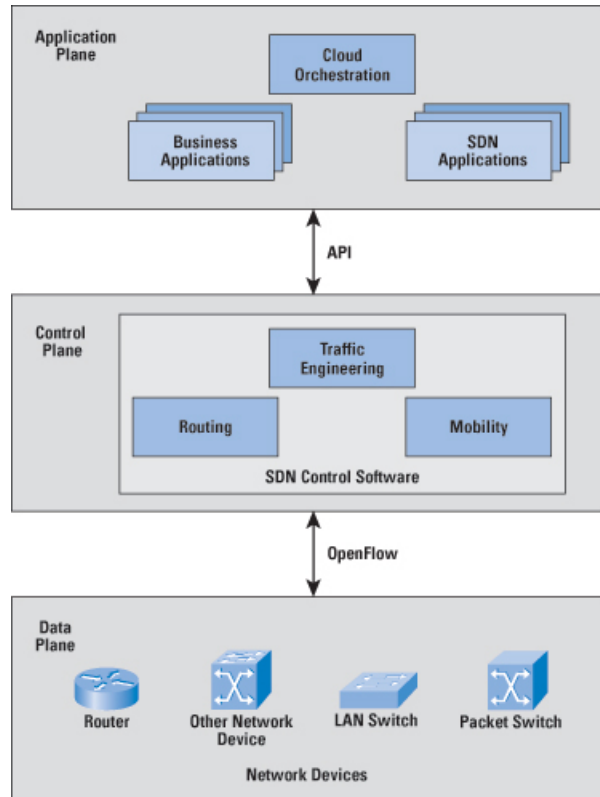 Application
Plane
Cloud
Orchestration
Business
Applications
SDN
Applications
API
Control
Plane
Traffic
Engineering
Routing
Mobility
SDN Control Software
OpenFlow
Data
Plane
Router
Other Network
Device
LAN Switch
Packet Switch
Network Devices